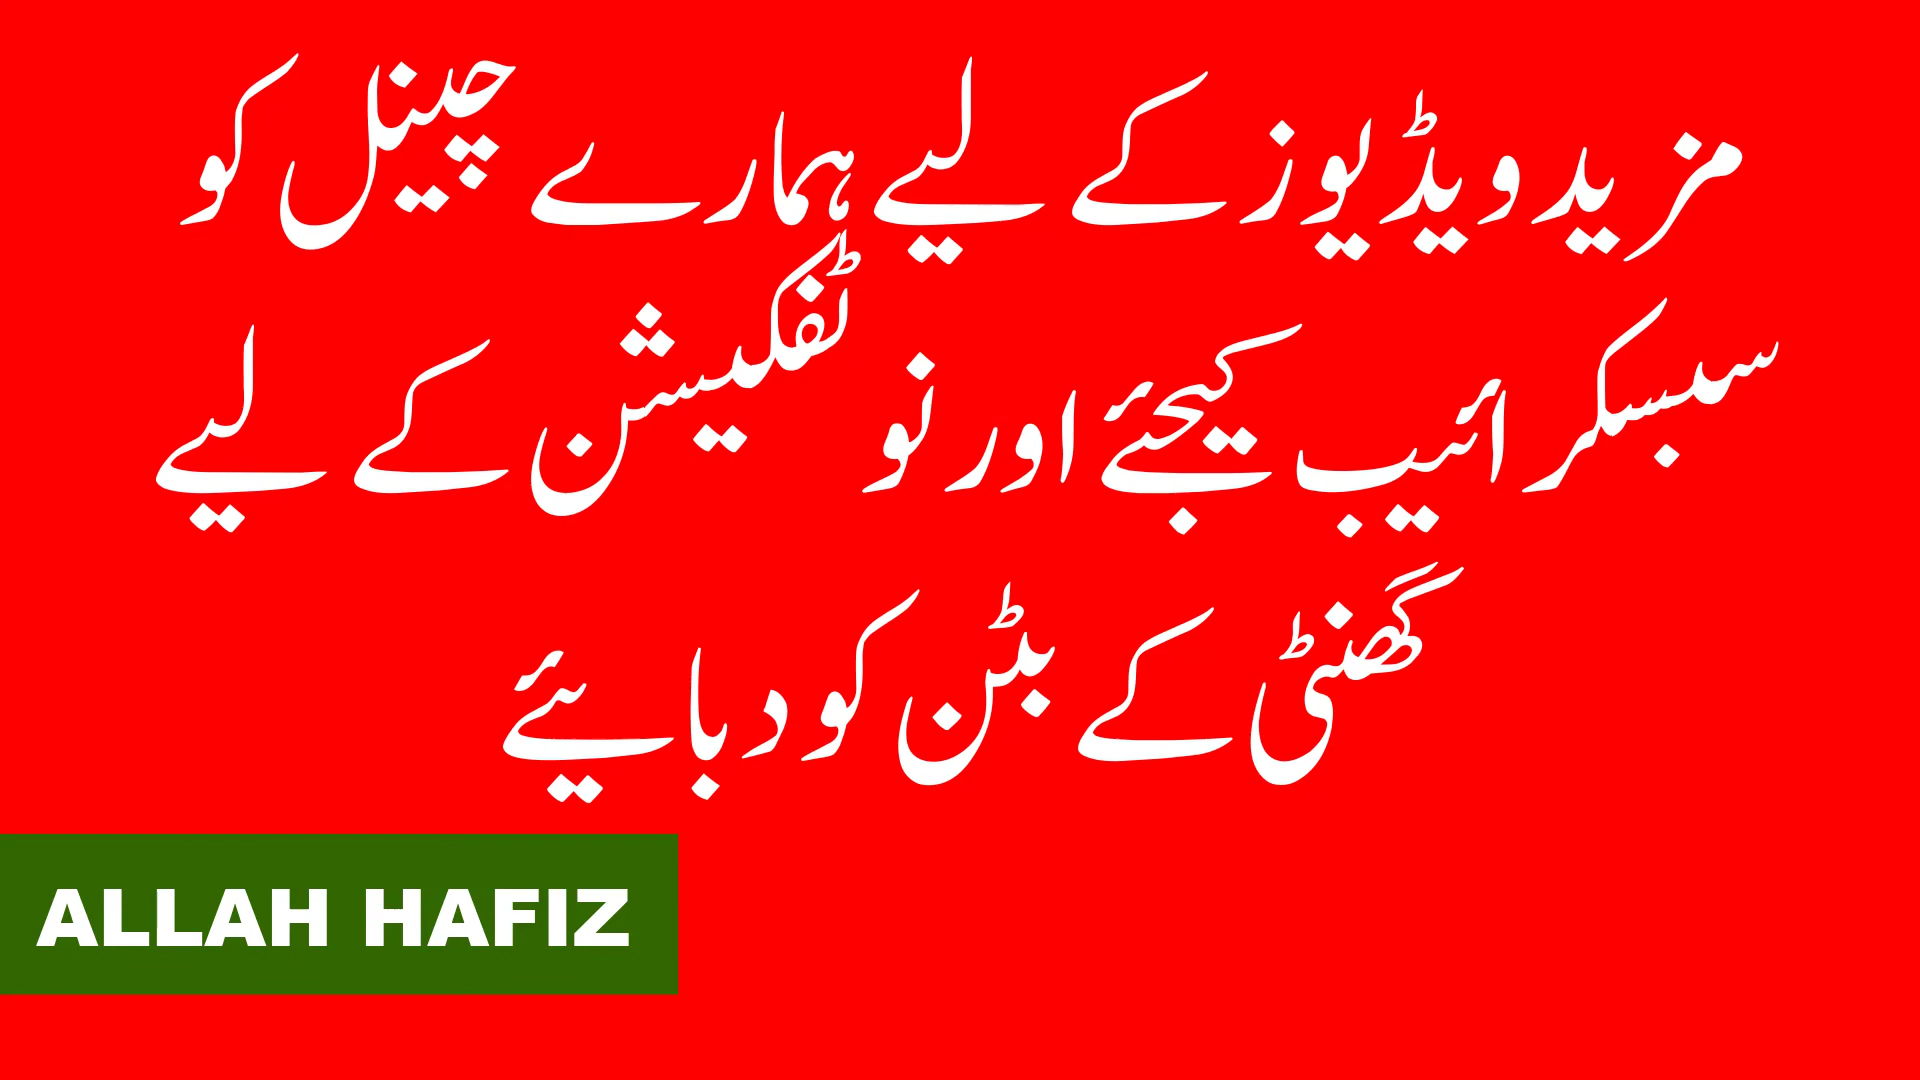 مزید ویڈیوز کے لیے ہمارے چینل کو
سبسکرائیب کیجئے اور نوٹفکیشن کے لیے
گھنٹی کے بٹن کو دبایئے
ALLAH HAFIZ